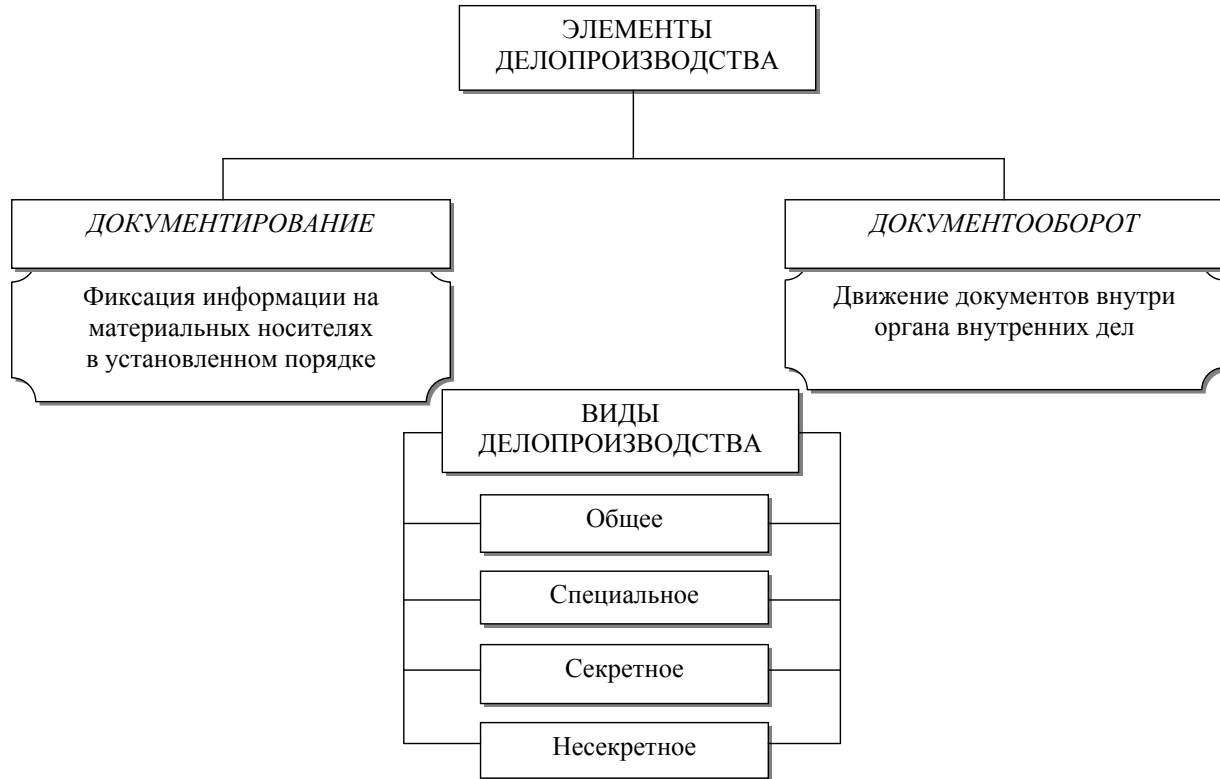 ЭЛЕМЕНТЫ
ДЕЛОПРОИЗВОДСТВА
ДОКУМЕНТИРОВАНИЕ
Фиксация информации на
материальных носителях
в установленном порядке
ДОКУМЕНТООБОРОТ
Движение документов внутри
органа внутренних дел
ВИДЫ
ДЕЛОПРОИЗВОДСТВА
Общее
Специальное
Секретное
Несекретное